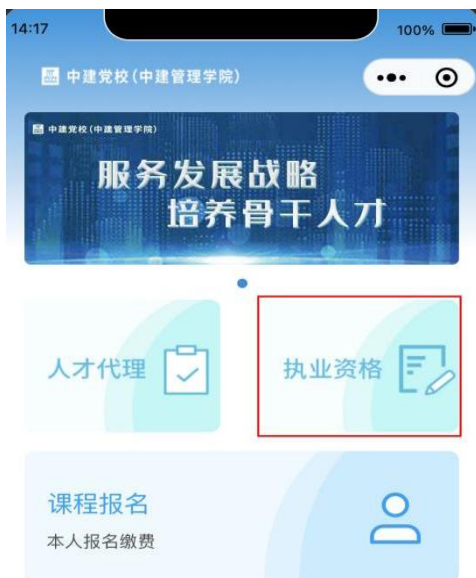 14:17
100%
中建党校(中建管理学院)
中建党校(中建管理学院)
服务发展战略
培养骨干人才
人才代理
执业资格
课程报名
本人报名缴费